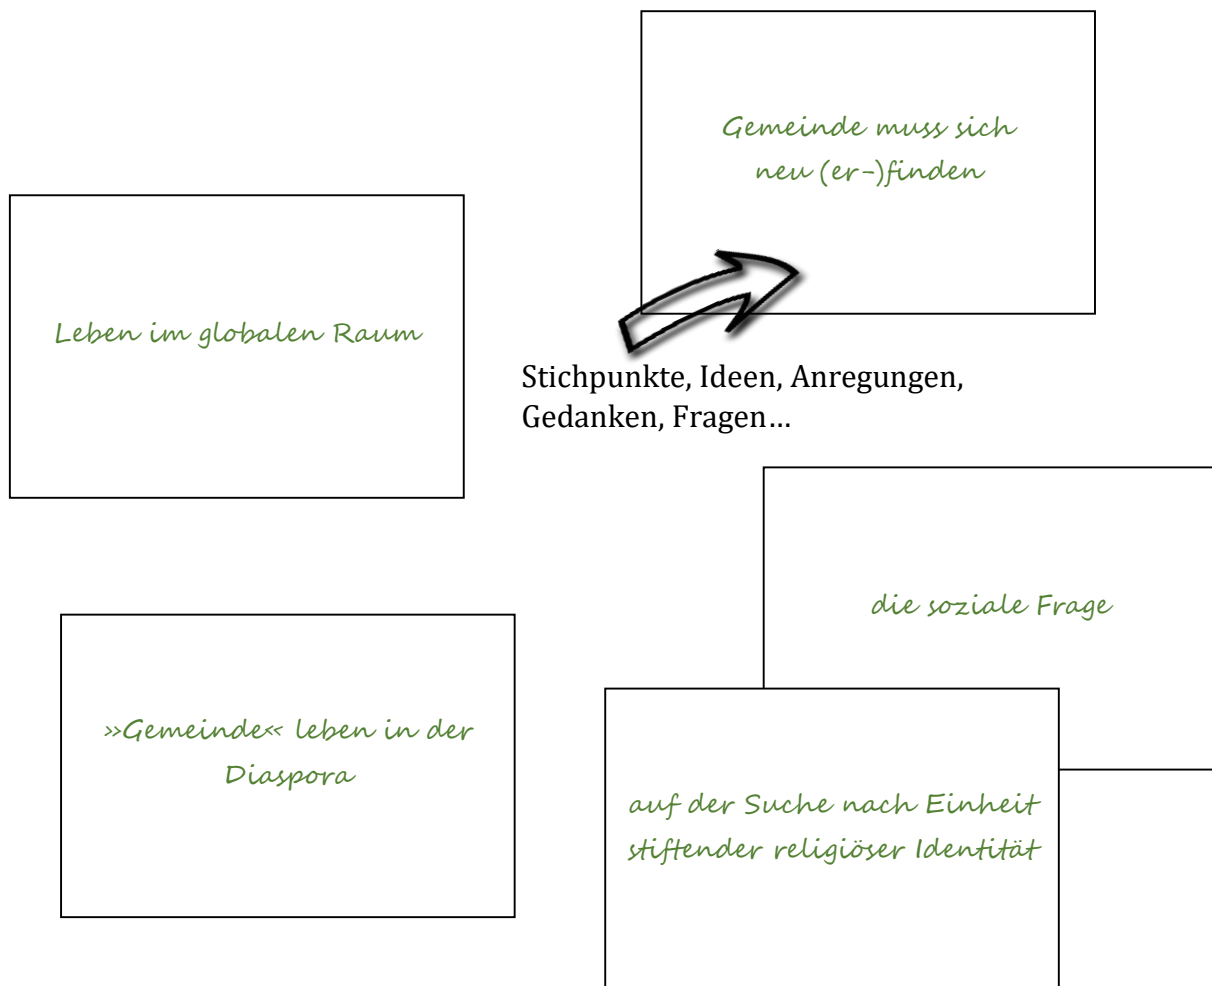 Gemeinde muss sich
neu (er-)finden
Leben im globalen Raum
Stichpunkte, Ideen, Anregungen,
Gedanken, Fragen…
die soziale Frage
»Gemeinde« leben in der
Diaspora
auf der Suche nach Einheit
stiftender religiöser Identität